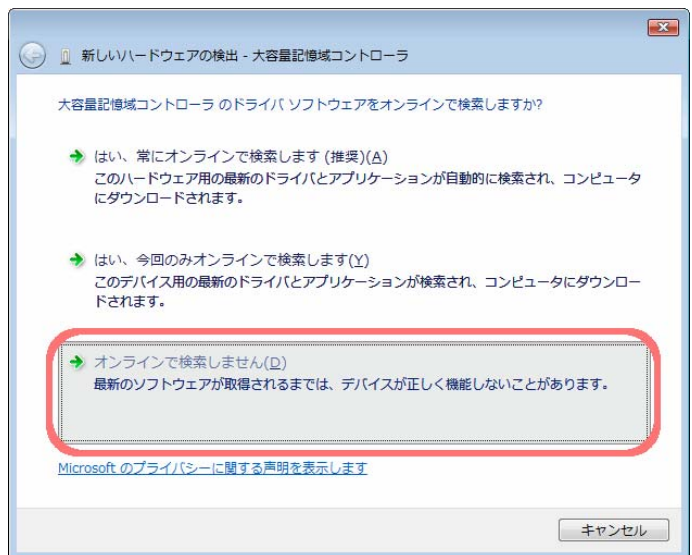 新しいハードウェアの検出 - 大容量記憶域コントローラ
大容量記憶域コントローラ のドライバ ソフトウェアをオンラインで検索しますか?
はい、常にオンラインで検索します (推奨)(A)
このハードウェア用の最新のドライバとアプリケーションが自動的に検索され、コンピュータ
にダウンロードされます。
はい、今回のみオンラインで検索します(Y)
このデバイス用の最新のドライバとアプリケーションが検索され、コンピュータにダウンロー
ドされます。
オンラインで検索しません(D)
最新のソフトウェアが取得されるまでは、デバイスが正しく機能しないことがあります。
Microsoft のプライバシーに関する声明を表示します
キャンセル